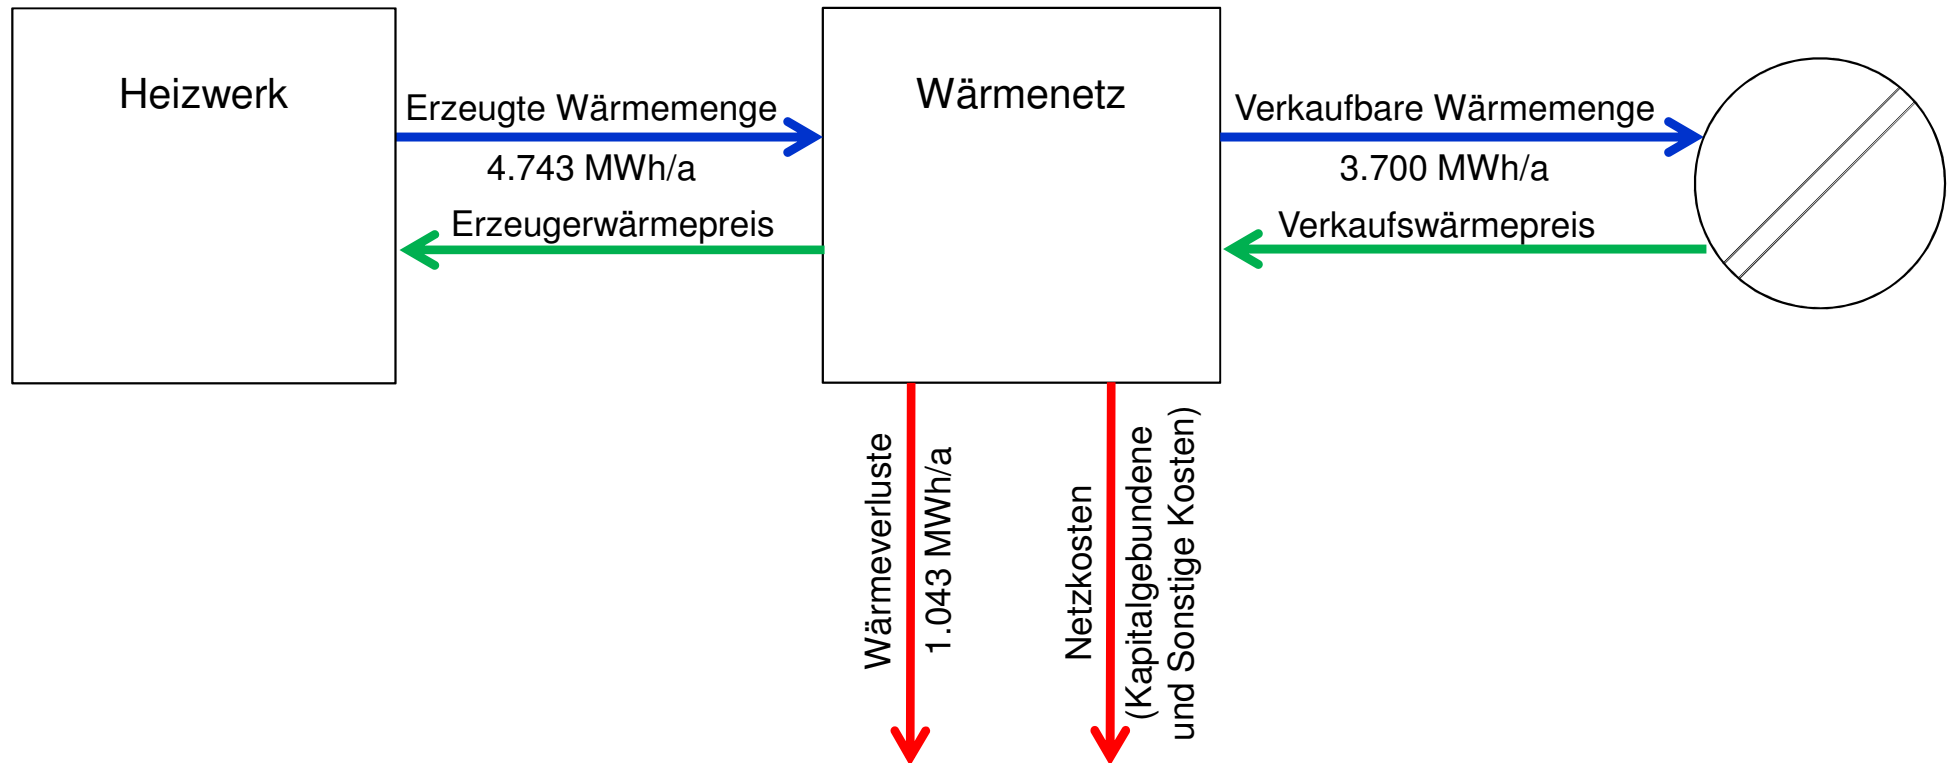 Heizwerk
Erzeugte Wärmemenge
4.743 MWh/a
Erzeugerwärmepreis
Wärmenetz
Verkaufbare Wärmemenge
3.700 MWh/a
Verkaufswärmepreis
Wärmeverluste
1.043 MWh/a
Netzkosten
(Kapitalgebundene
und Sonstige Kosten)